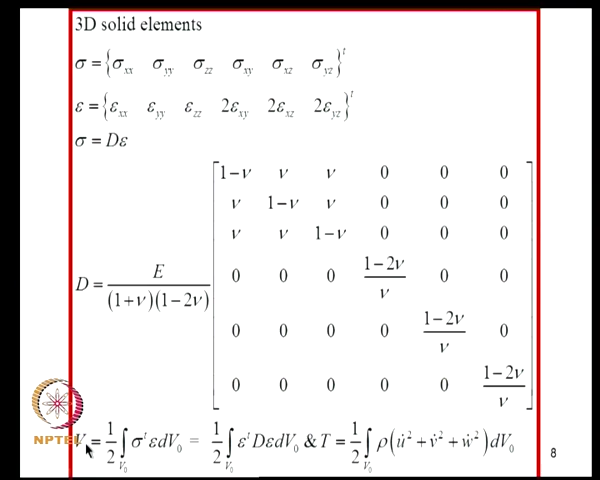 3D solid elements
σ = {σxx σyy σzz σxy σxz σyz}^t
ε = {εxx εyy εzz 2εxy 2εxz 2εyz}^t
σ = Dε
D = E/((1+ν)(1−2ν)) [
1−ν ν ν 0 0 0
ν 1−ν ν 0 0 0
ν ν 1−ν 0 0 0
0 0 0 (1−2ν)/ν 0 0
0 0 0 0 (1−2ν)/ν 0
0 0 0 0 0 (1−2ν)/ν ]
V = 1/2 ∫V0 σ^t ε dV0 = 1/2 ∫V0 ε^t Dε dV0 & T = 1/2 ∫V0 ρ(u̇² + v̇² + ẇ²) dV0
NPTEL
8